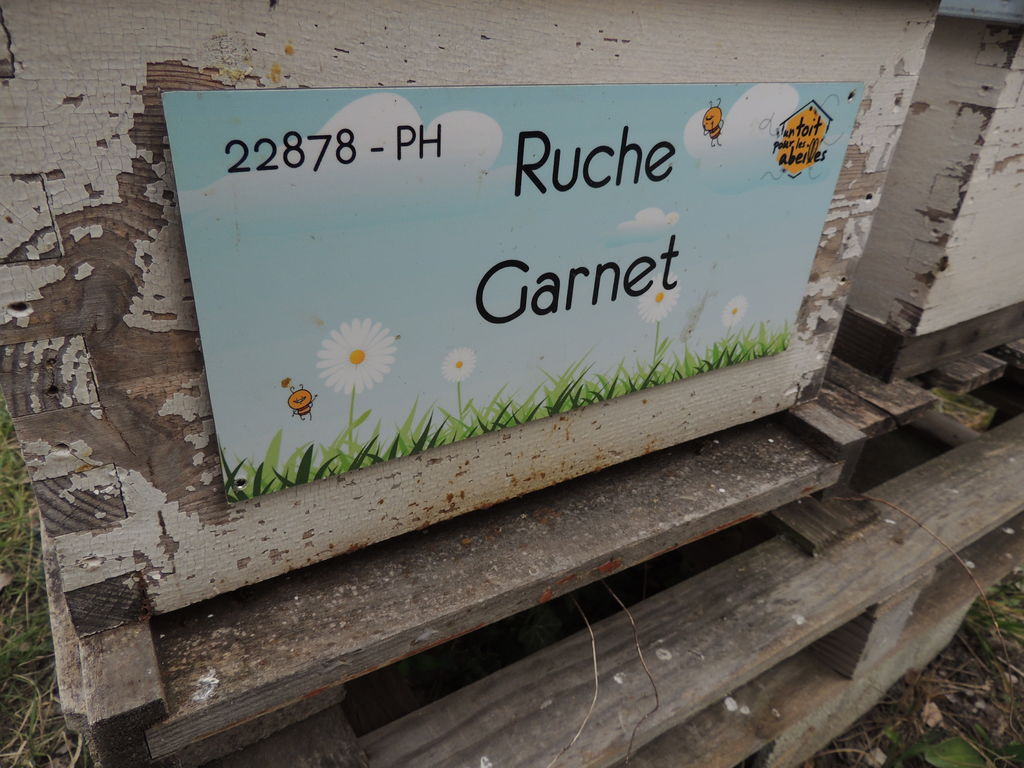 22878 - PH
Ruche
Garnet
un toit
pour les
abeilles